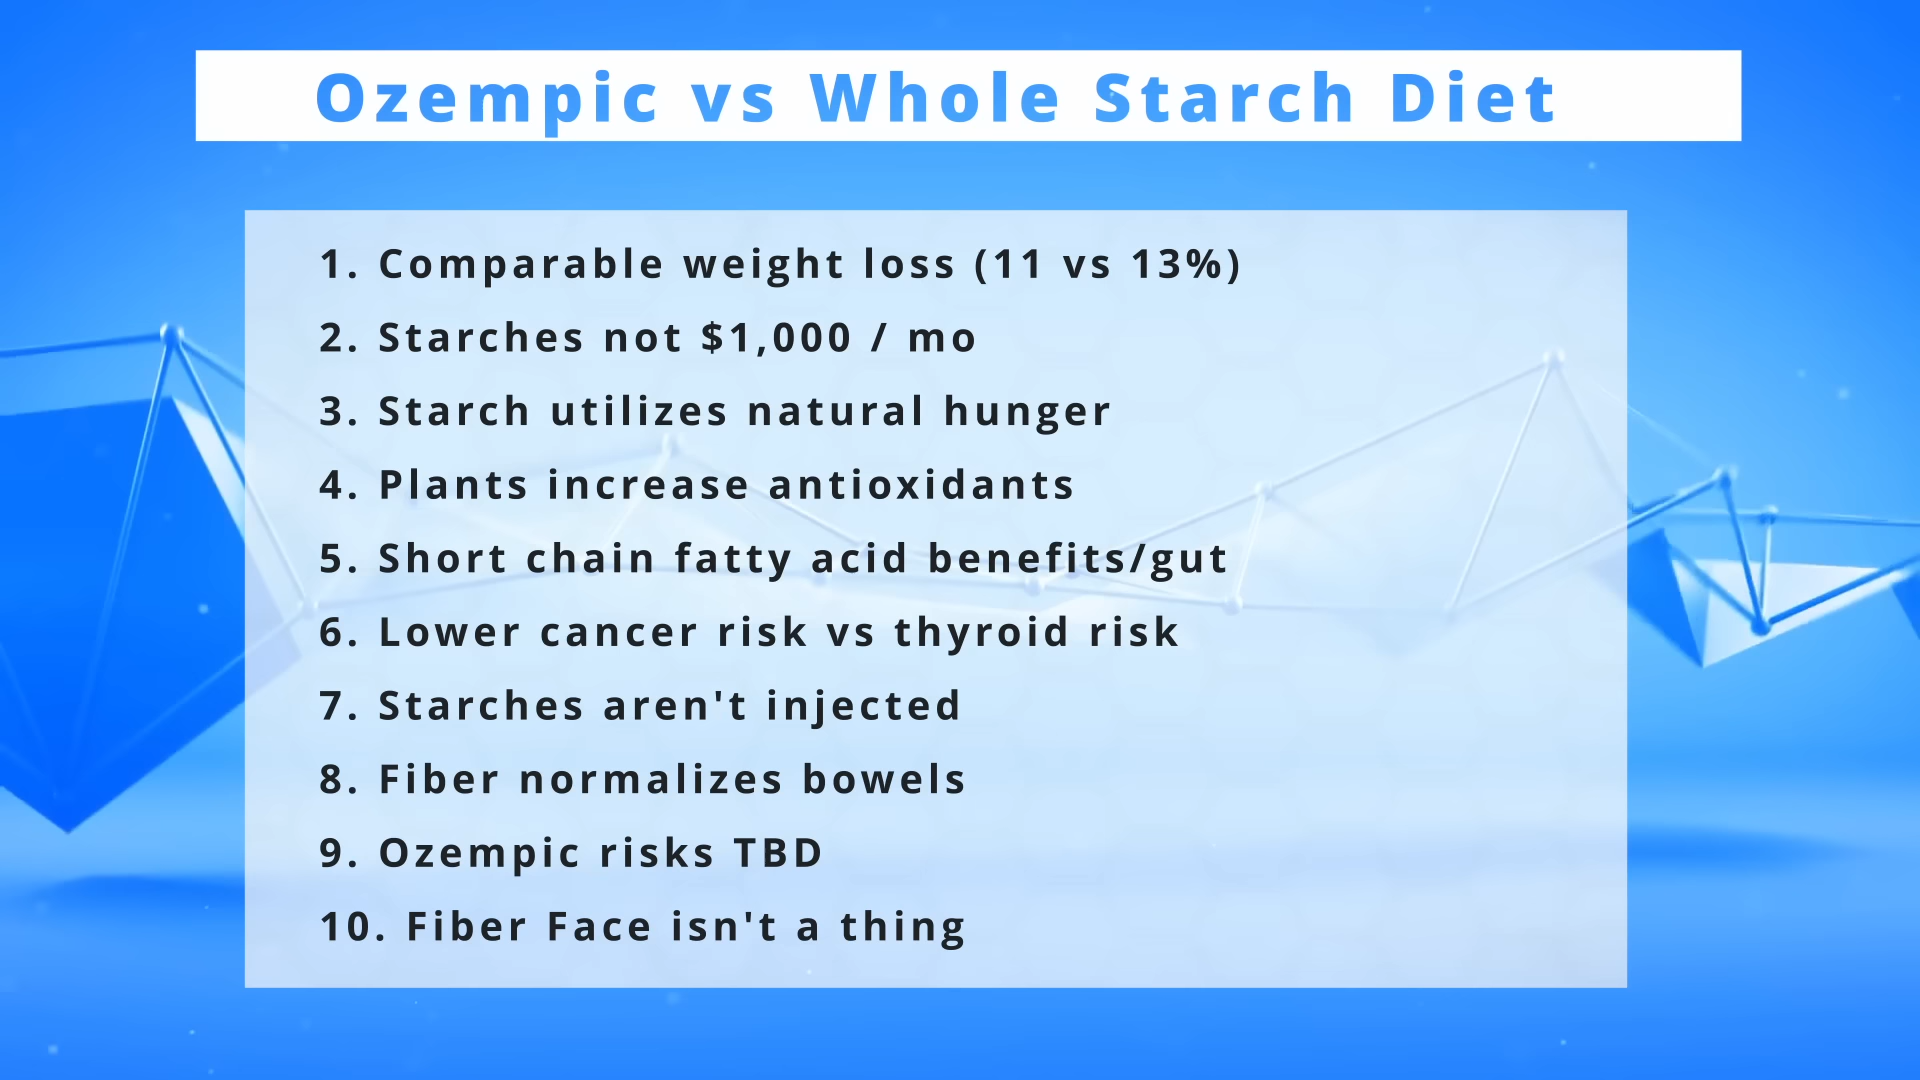 Ozempic vs Whole Starch Diet
1. Comparable weight loss (11 vs 13%)
2. Starches not $1,000 / mo
3. Starch utilizes natural hunger
4. Plants increase antioxidants
5. Short chain fatty acid benefits/gut
6. Lower cancer risk vs thyroid risk
7. Starches aren't injected
8. Fiber normalizes bowels
9. Ozempic risks TBD
10. Fiber Face isn't a thing